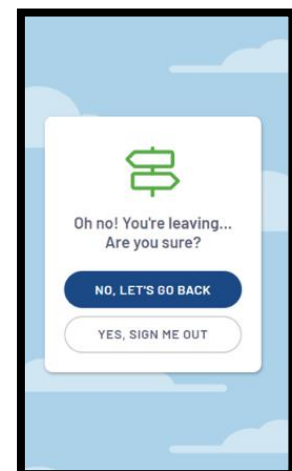 Oh no! You're leaving...
Are you sure?
NO, LET'S GO BACK
YES, SIGN ME OUT